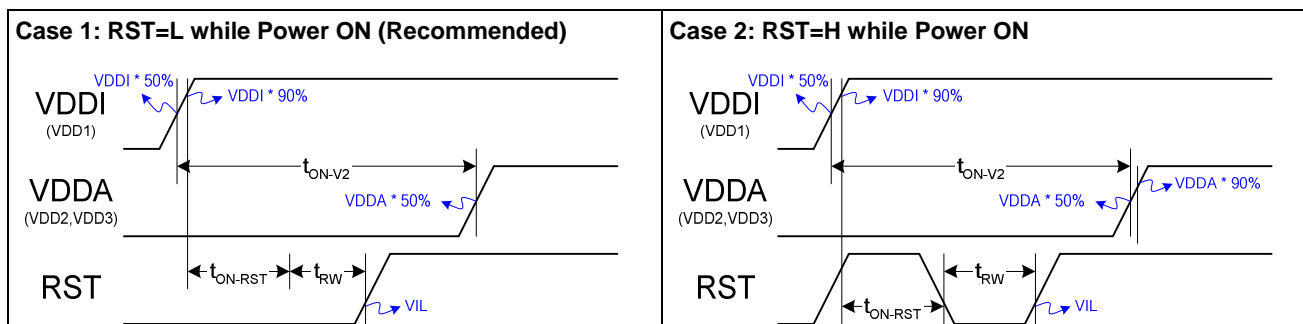 Case 1: RST=L while Power ON (Recommended)
VDDI * 50%
VDDI * 90%
VDDI
(VDD1)
tON-V2
VDDA
(VDD2,VDD3)
VDDA * 50%
tON-RST
tRW
RST
VIL
Case 2: RST=H while Power ON
VDDI * 50%
VDDI * 90%
VDDI
(VDD1)
tON-V2
VDDA
(VDD2,VDD3)
VDDA * 90%
VDDA * 50%
tRW
RST
tON-RST
VIL